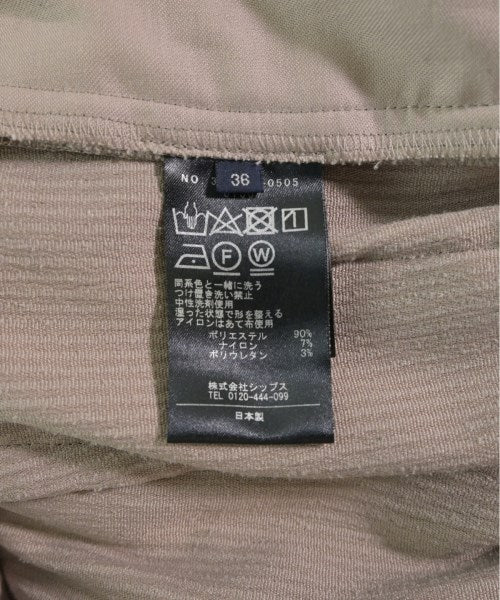 NO
36
-0505
F W
同系色と一緒に洗う
つけ置き洗い禁止
中性洗剤使用
湿った状態で形を整える
アイロンはあて布使用
ポリエステル 90%
ナイロン 7%
ポリウレタン 3%
株式会社シップス
TEL 0120-444-099
日本製